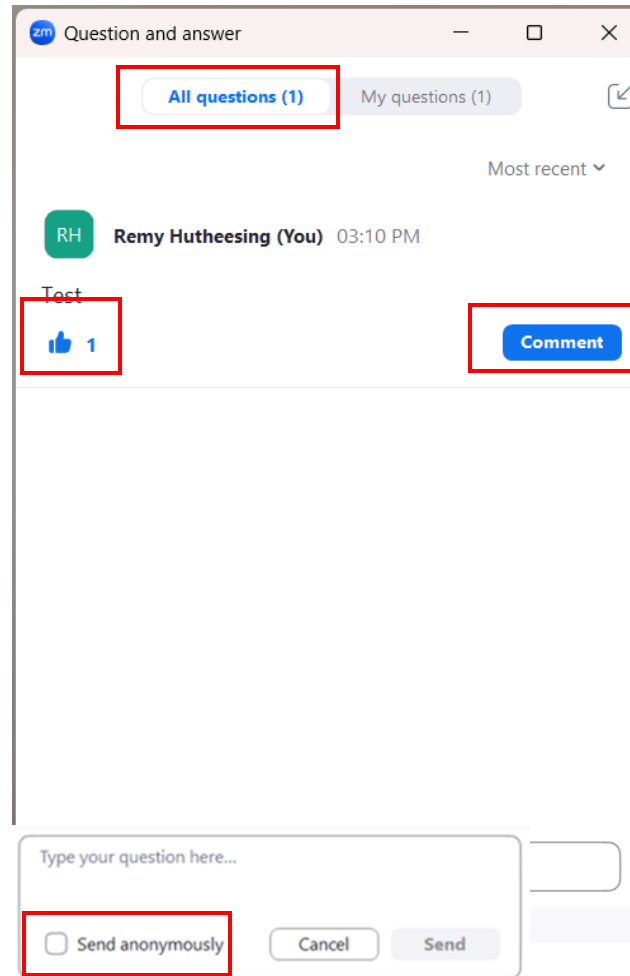 zm Question and answer
All questions (1) My questions (1)
Most recent
RH Remy Hutheesing (You) 03:10 PM
Test
1 Comment
Type your question here...
Send anonymously Cancel Send